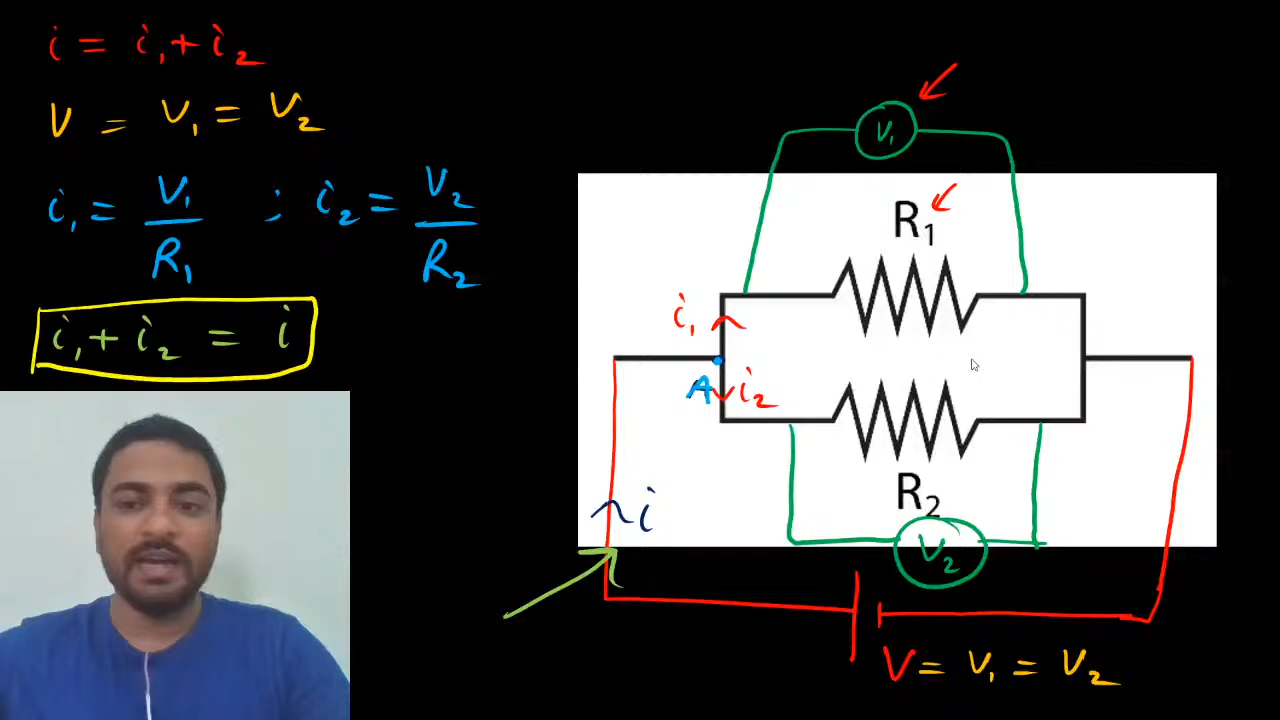 i = i₁ + i₂
V = V₁ = V₂
i₁ = V₁ / R₁ ; i₂ = V₂ / R₂
i₁ + i₂ = i
V₁
R₁
i₁
A
i₂
R₂
i
V₂
V = V₁ = V₂